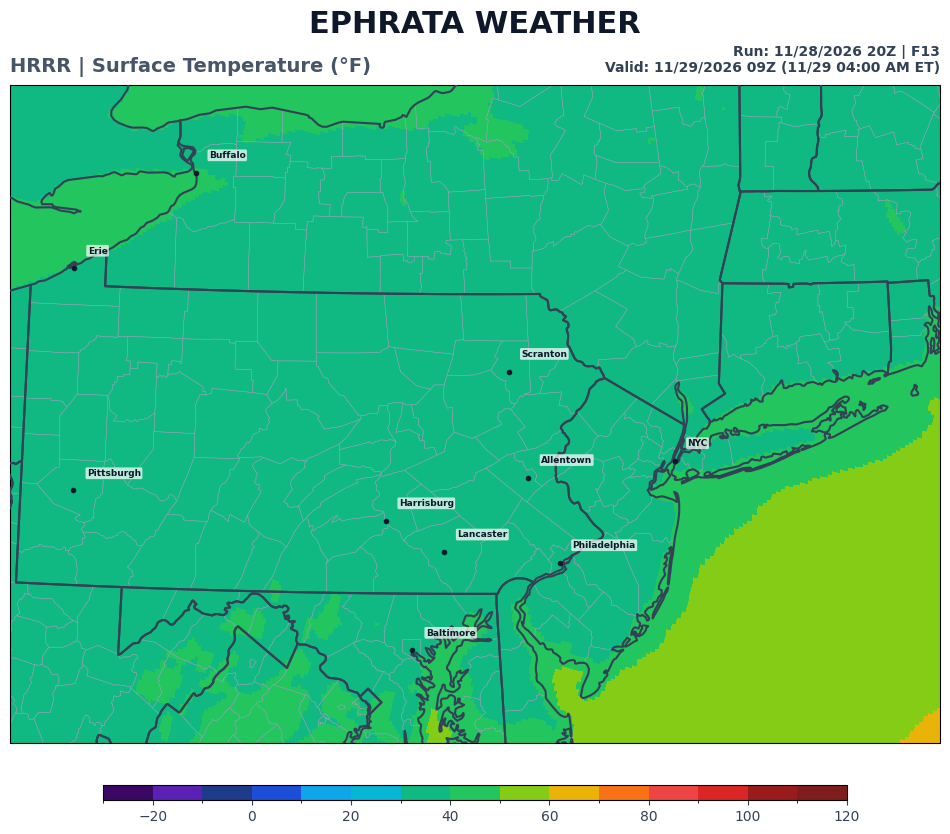 EPHRATA WEATHER
HRRR | Surface Temperature (°F)
Run: 11/28/2026 20Z | F13
Valid: 11/29/2026 09Z (11/29 04:00 AM ET)
Buffalo
Erie
Scranton
NYC
Allentown
Pittsburgh
Harrisburg
Lancaster
Philadelphia
Baltimore
−20 0 20 40 60 80 100 120